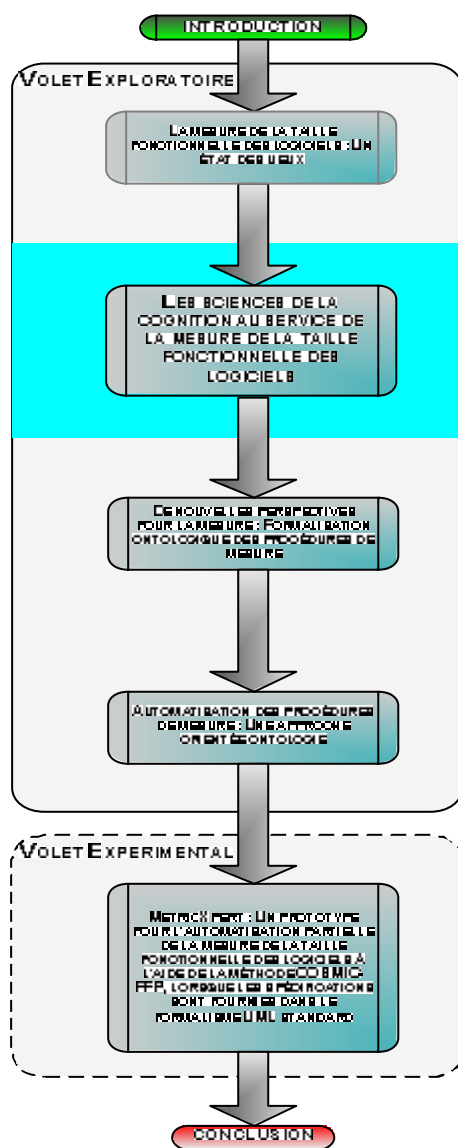 INTRODUCTION
VOLET EXPLORATOIRE
LA MESURE DE LA TAILLE
FONCTIONNELLE DES LOGICIELS : UN
ÉTAT DES LIEUX
LES SCIENCES DE LA
COGNITION AU SERVICE DE
LA MESURE DE LA TAILLE
FONCTIONNELLE DES
LOGICIELS
DE NOUVELLES PERSPECTIVES
POUR LA MESURE : FORMALISATION
ONTOLOGIQUE DES PROCÉDURES DE
MESURE
AUTOMATISATION DES PROCÉDURES
DE MESURE : UNE APPROCHE
ORIENTÉE ONTOLOGIE
VOLET EXPERIMENTAL
METRICXPERT : UN PROTOTYPE
POUR L'AUTOMATISATION PARTIELLE
DE LA MESURE DE LA TAILLE
FONCTIONNELLE DES LOGICIELS À
L'AIDE DE LA MÉTHODE COSMIC-
FFP, LORSQUE LES SPÉCIFICATIONS
SONT FOURNIES DANS LE
FORMALISME UML STANDARD
CONCLUSION